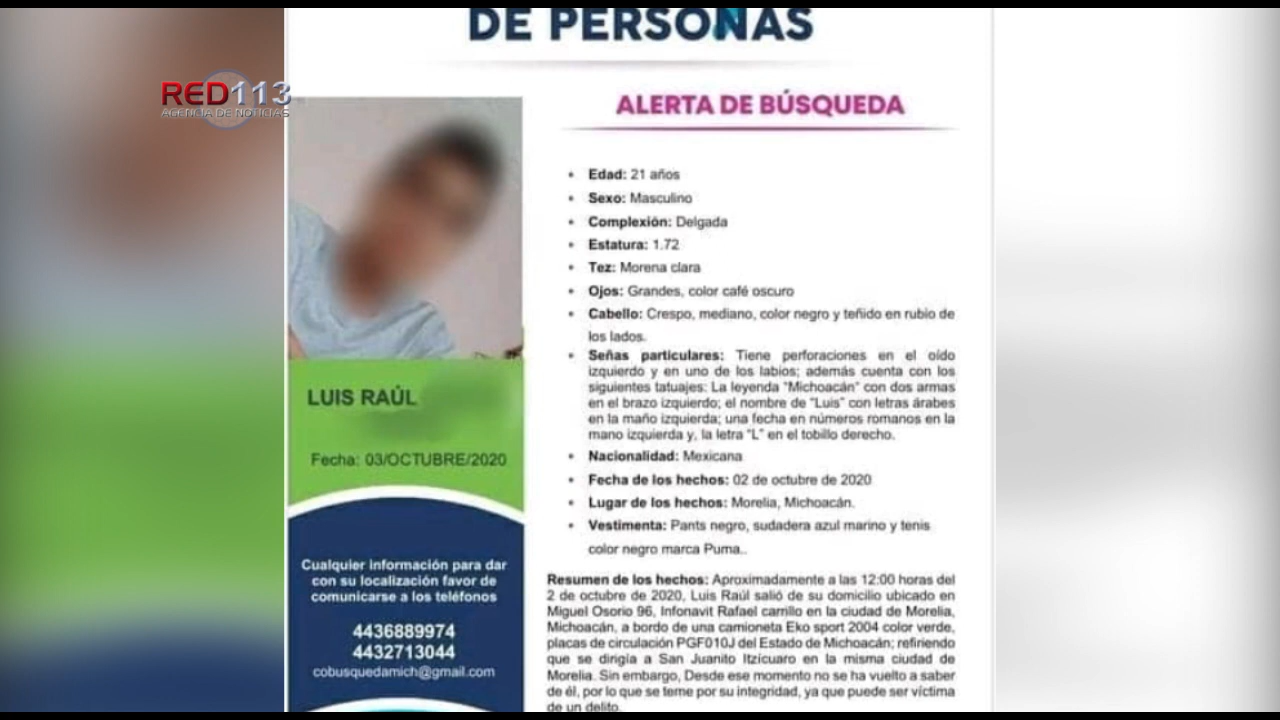 DE PERSONAS
RED113
AGENCIA DE NOTICIAS
ALERTA DE BÚSQUEDA
• Edad: 21 años
• Sexo: Masculino
• Complexión: Delgada
• Estatura: 1.72
• Tez: Morena clara
• Ojos: Grandes, color café oscuro
• Cabello: Crespo, mediano, color negro y teñido en rubio de
los lados.
• Señas particulares: Tiene perforaciones en el oído
izquierdo y en uno de los labios; además cuenta con los
siguientes tatuajes: La leyenda "Michoacán" con dos armas
en el brazo izquierdo; el nombre de "Luis" con letras árabes
en la maño izquierda; una fecha en números romanos en la
mano izquierda y, la letra "L" en el tobillo derecho.
• Nacionalidad: Mexicana
• Fecha de los hechos: 02 de octubre de 2020
• Lugar de los hechos: Morelia, Michoacán.
• Vestimenta: Pants negro, sudadera azul marino y tenis
color negro marca Puma..
Resumen de los hechos: Aproximadamente a las 12:00 horas del
2 de octubre de 2020, Luis Raúl salió de su domicilio ubicado en
Miguel Osorio 96, Infonavit Rafael carrillo en la ciudad de Morelia,
Michoacán, a bordo de una camioneta Eko sport 2004 color verde,
placas de circulación PGF010J del Estado de Michoacán; refiriendo
que se dirigía a San Juanito Itzícuaro en la misma ciudad de
Morelia. Sin embargo, Desde ese momento no se ha vuelto a saber
de él, por lo que se teme por su integridad, ya que puede ser víctima
de un delito.
LUIS RAÚL
Fecha: 03/OCTUBRE/2020
Cualquier información para dar
con su localización favor de
comunicarse a los teléfonos
4436889974
4432713044
cobusquedamich@gmail.com